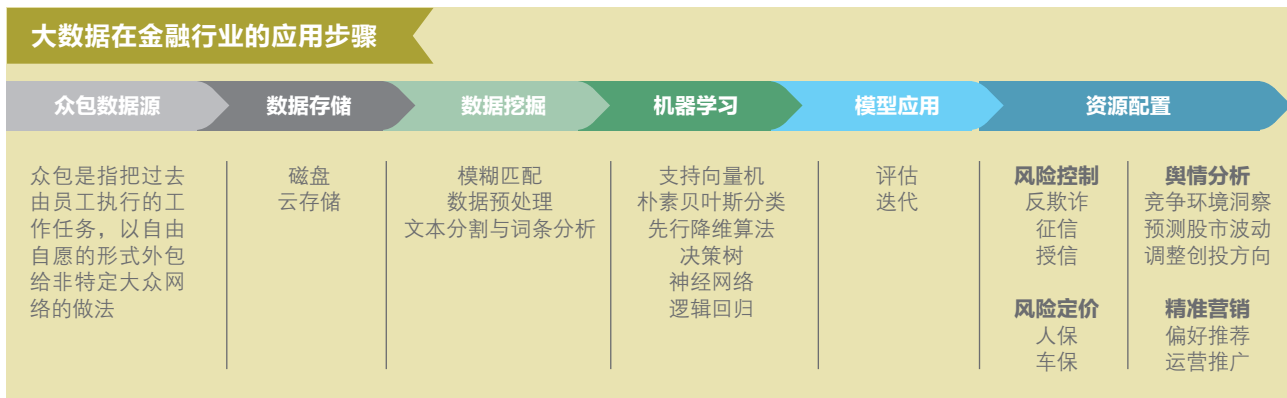 大数据在金融行业的应用步骤
众包数据源
数据存储
数据挖掘
机器学习
模型应用
资源配置
众包是指把过去
由员工执行的工
作任务，以自由
自愿的形式外包
给非特定大众网
络的做法
磁盘
云存储
模糊匹配
数据预处理
文本分割与词条分析
支持向量机
朴素贝叶斯分类
先行降维算法
决策树
神经网络
逻辑回归
评估
迭代
风险控制
反欺诈
征信
授信
风险定价
人保
车保
舆情分析
竞争环境洞察
预测股市波动
调整创投方向
精准营销
偏好推荐
运营推广